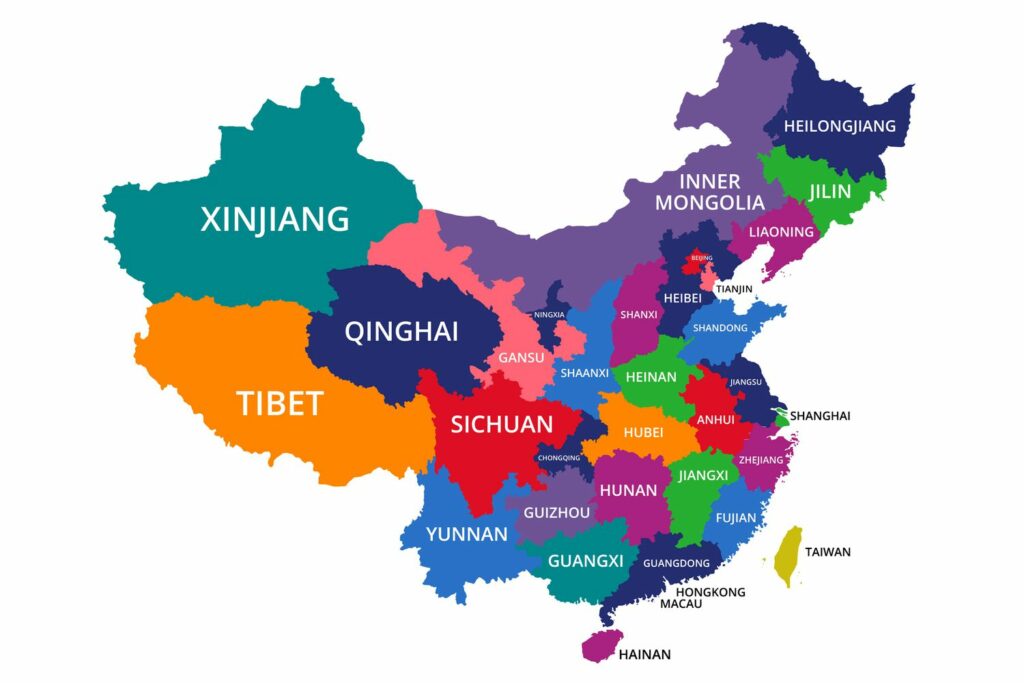 HEILONGJIANG
INNER
MONGOLIA
JILIN
XINJIANG
LIAONING
BEIJING
TIANJIN
HEIBEI
NINGXIA
SHANXI
SHANDONG
QINGHAI
GANSU
SHAANXI
HEINAN
JIANGSU
TIBET
SICHUAN
ANHUI
SHANGHAI
HUBEI
CHONGQING
ZHEJIANG
JIANGXI
HUNAN
GUIZHOU
FUJIAN
YUNNAN
TAIWAN
GUANGXI
GUANGDONG
HONGKONG
MACAU
HAINAN